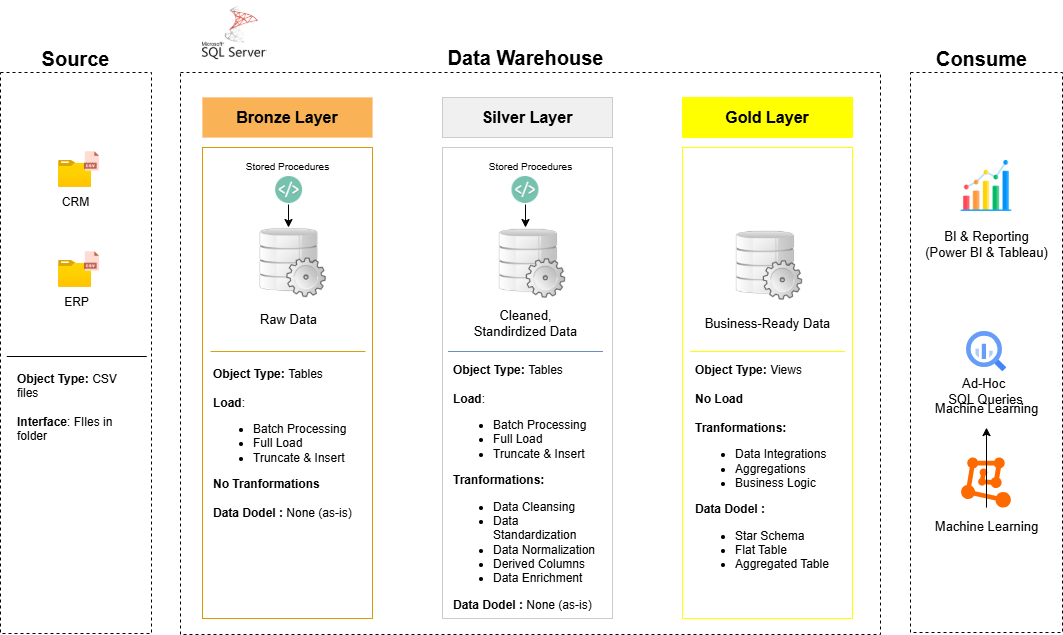 Microsoft®
SQL Server
Source
CRM
CSV
ERP
CSV
Object Type: CSV
files
Interface: FIles in
folder
Data Warehouse
Bronze Layer
Stored Procedures
</>
Raw Data
Object Type: Tables
Load:
• Batch Processing
• Full Load
• Truncate & Insert
No Tranformations
Data Dodel : None (as-is)
Silver Layer
Stored Procedures
</>
Cleaned,
Standirdized Data
Object Type: Tables
Load:
• Batch Processing
• Full Load
• Truncate & Insert
Tranformations:
• Data Cleansing
• Data
Standardization
• Data Normalization
• Derived Columns
• Data Enrichment
Data Dodel : None (as-is)
Gold Layer
Business-Ready Data
Object Type: Views
No Load
Tranformations:
• Data Integrations
• Aggregations
• Business Logic
Data Dodel :
• Star Schema
• Flat Table
• Aggregated Table
Consume
BI & Reporting
(Power BI & Tableau)
Ad-Hoc
SQL Queries
Machine Learning
Machine Learning